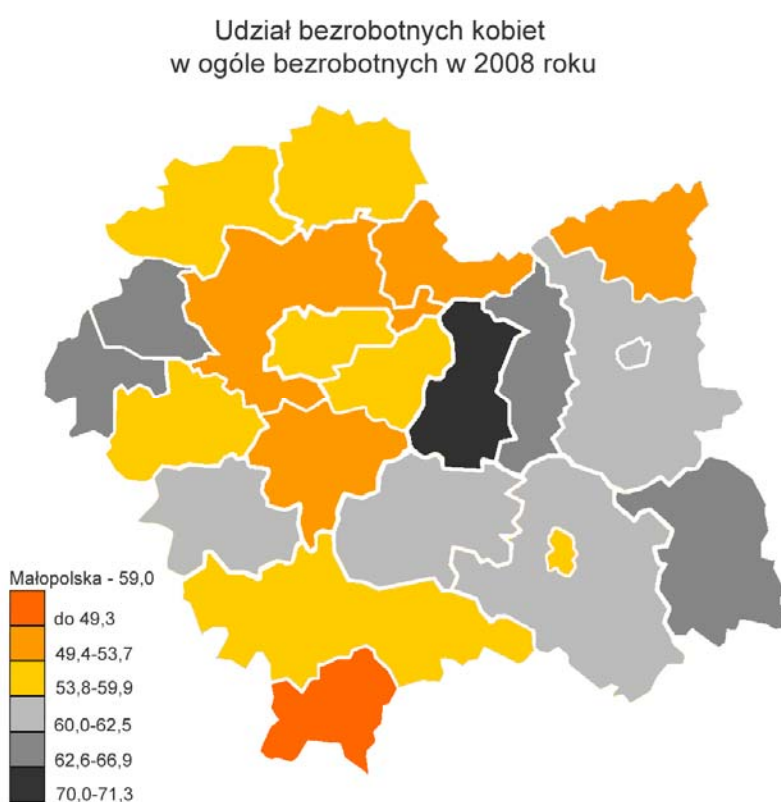 Udział bezrobotnych kobiet
w ogóle bezrobotnych w 2008 roku
Małopolska - 59,0
do 49,3
49,4-53,7
53,8-59,9
60,0-62,5
62,6-66,9
70,0-71,3